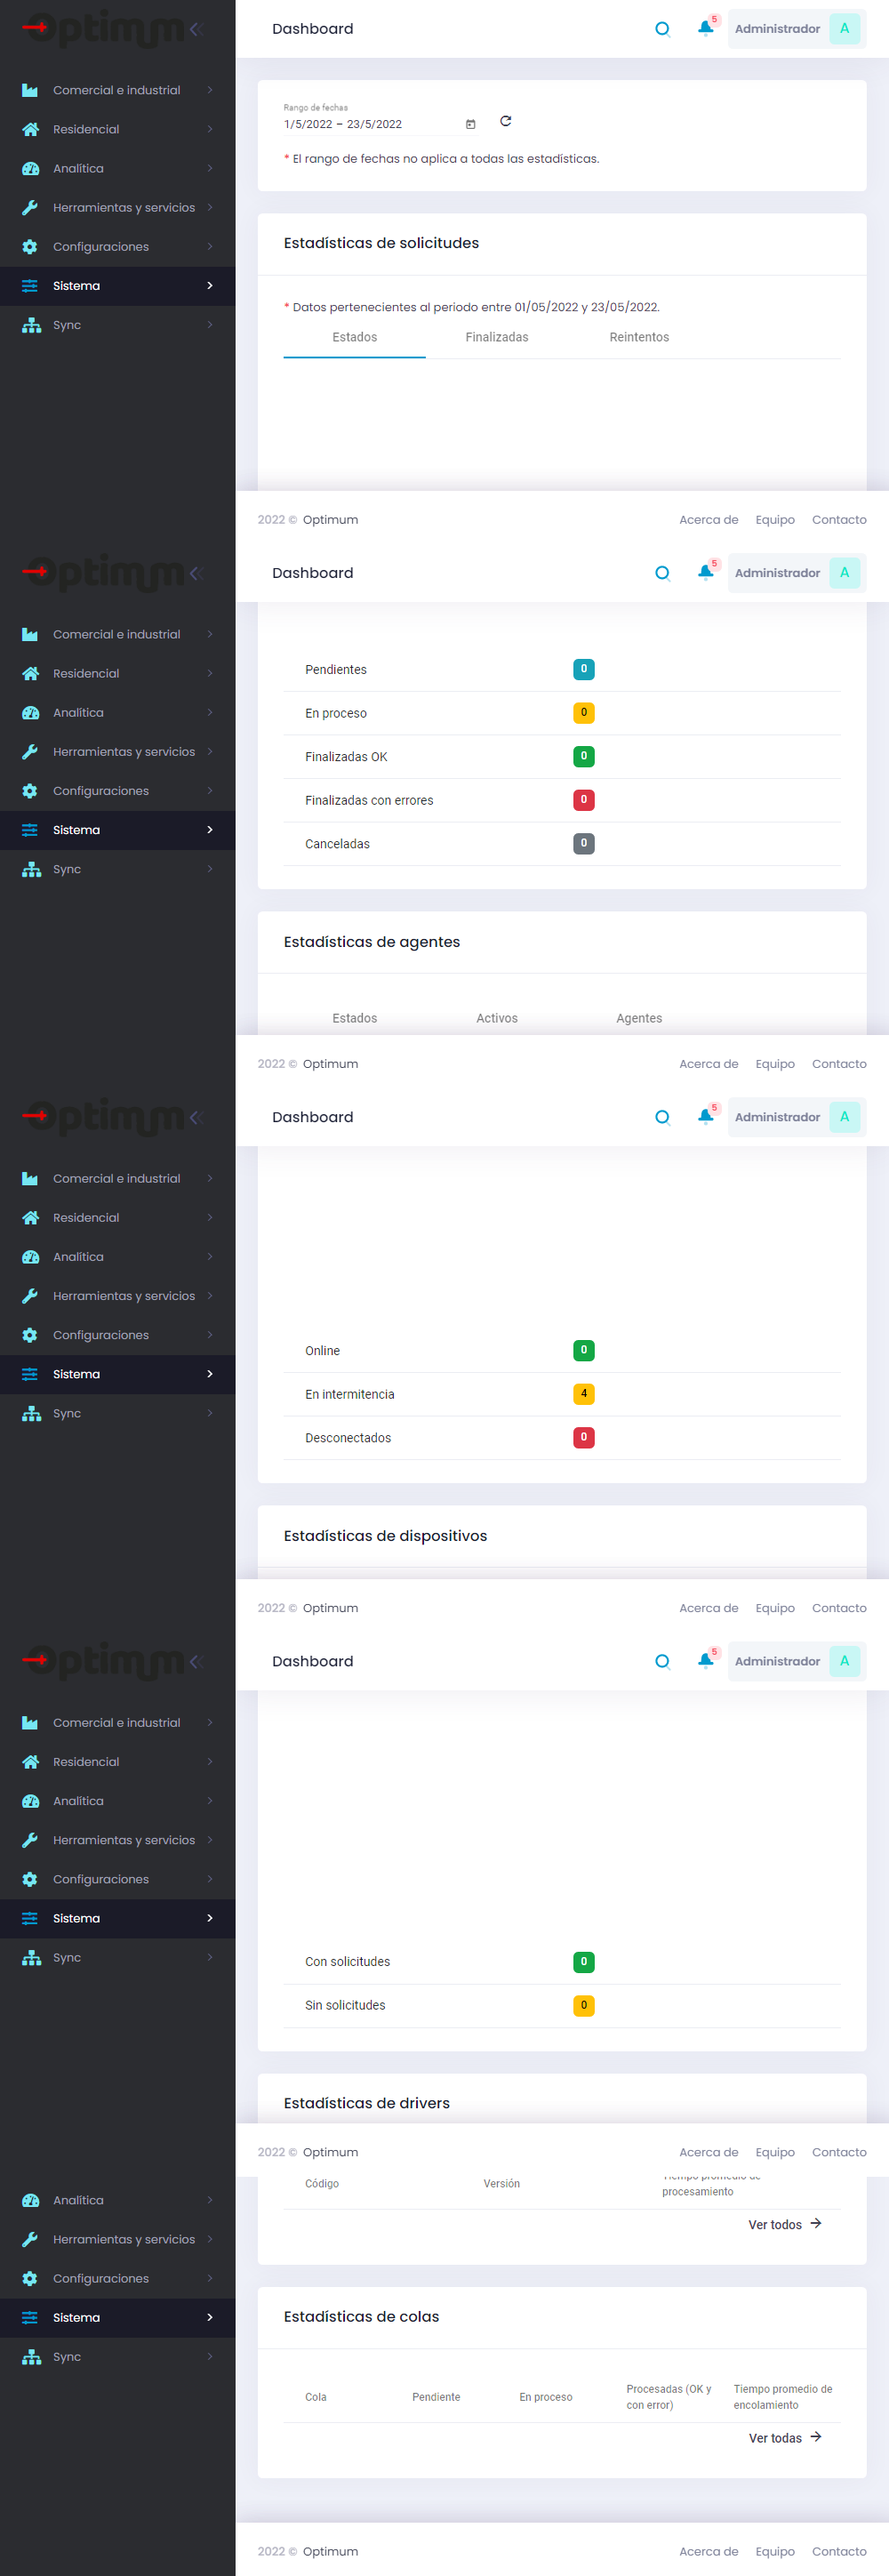 Optimum
Dashboard
5
Administrador
A
Comercial e industrial
Residencial
Analítica
Herramientas y servicios
Configuraciones
Sistema
Sync
Rango de fechas
1/5/2022 – 23/5/2022
* El rango de fechas no aplica a todas las estadísticas.
Estadísticas de solicitudes
* Datos pertenecientes al periodo entre 01/05/2022 y 23/05/2022.
Estados Finalizadas Reintentos
2022 © Optimum
Acerca de Equipo Contacto
Optimum
Dashboard
5
Administrador
A
Comercial e industrial
Residencial
Analítica
Herramientas y servicios
Configuraciones
Sistema
Sync
Pendientes 0
En proceso 0
Finalizadas OK 0
Finalizadas con errores 0
Canceladas 0
Estadísticas de agentes
Estados Activos Agentes
2022 © Optimum
Acerca de Equipo Contacto
Optimum
Dashboard
5
Administrador
A
Comercial e industrial
Residencial
Analítica
Herramientas y servicios
Configuraciones
Sistema
Sync
Online 0
En intermitencia 4
Desconectados 0
Estadísticas de dispositivos
2022 © Optimum
Acerca de Equipo Contacto
Optimum
Dashboard
5
Administrador
A
Comercial e industrial
Residencial
Analítica
Herramientas y servicios
Configuraciones
Sistema
Sync
Con solicitudes 0
Sin solicitudes 0
Estadísticas de drivers
2022 © Optimum
Acerca de Equipo Contacto
Analítica
Herramientas y servicios
Configuraciones
Sistema
Sync
Código Versión Tiempo promedio de
procesamiento
Ver todos
Estadísticas de colas
Cola Pendiente En proceso Procesadas (OK y con error) Tiempo promedio de encolamiento
Ver todas
2022 © Optimum
Acerca de Equipo Contacto